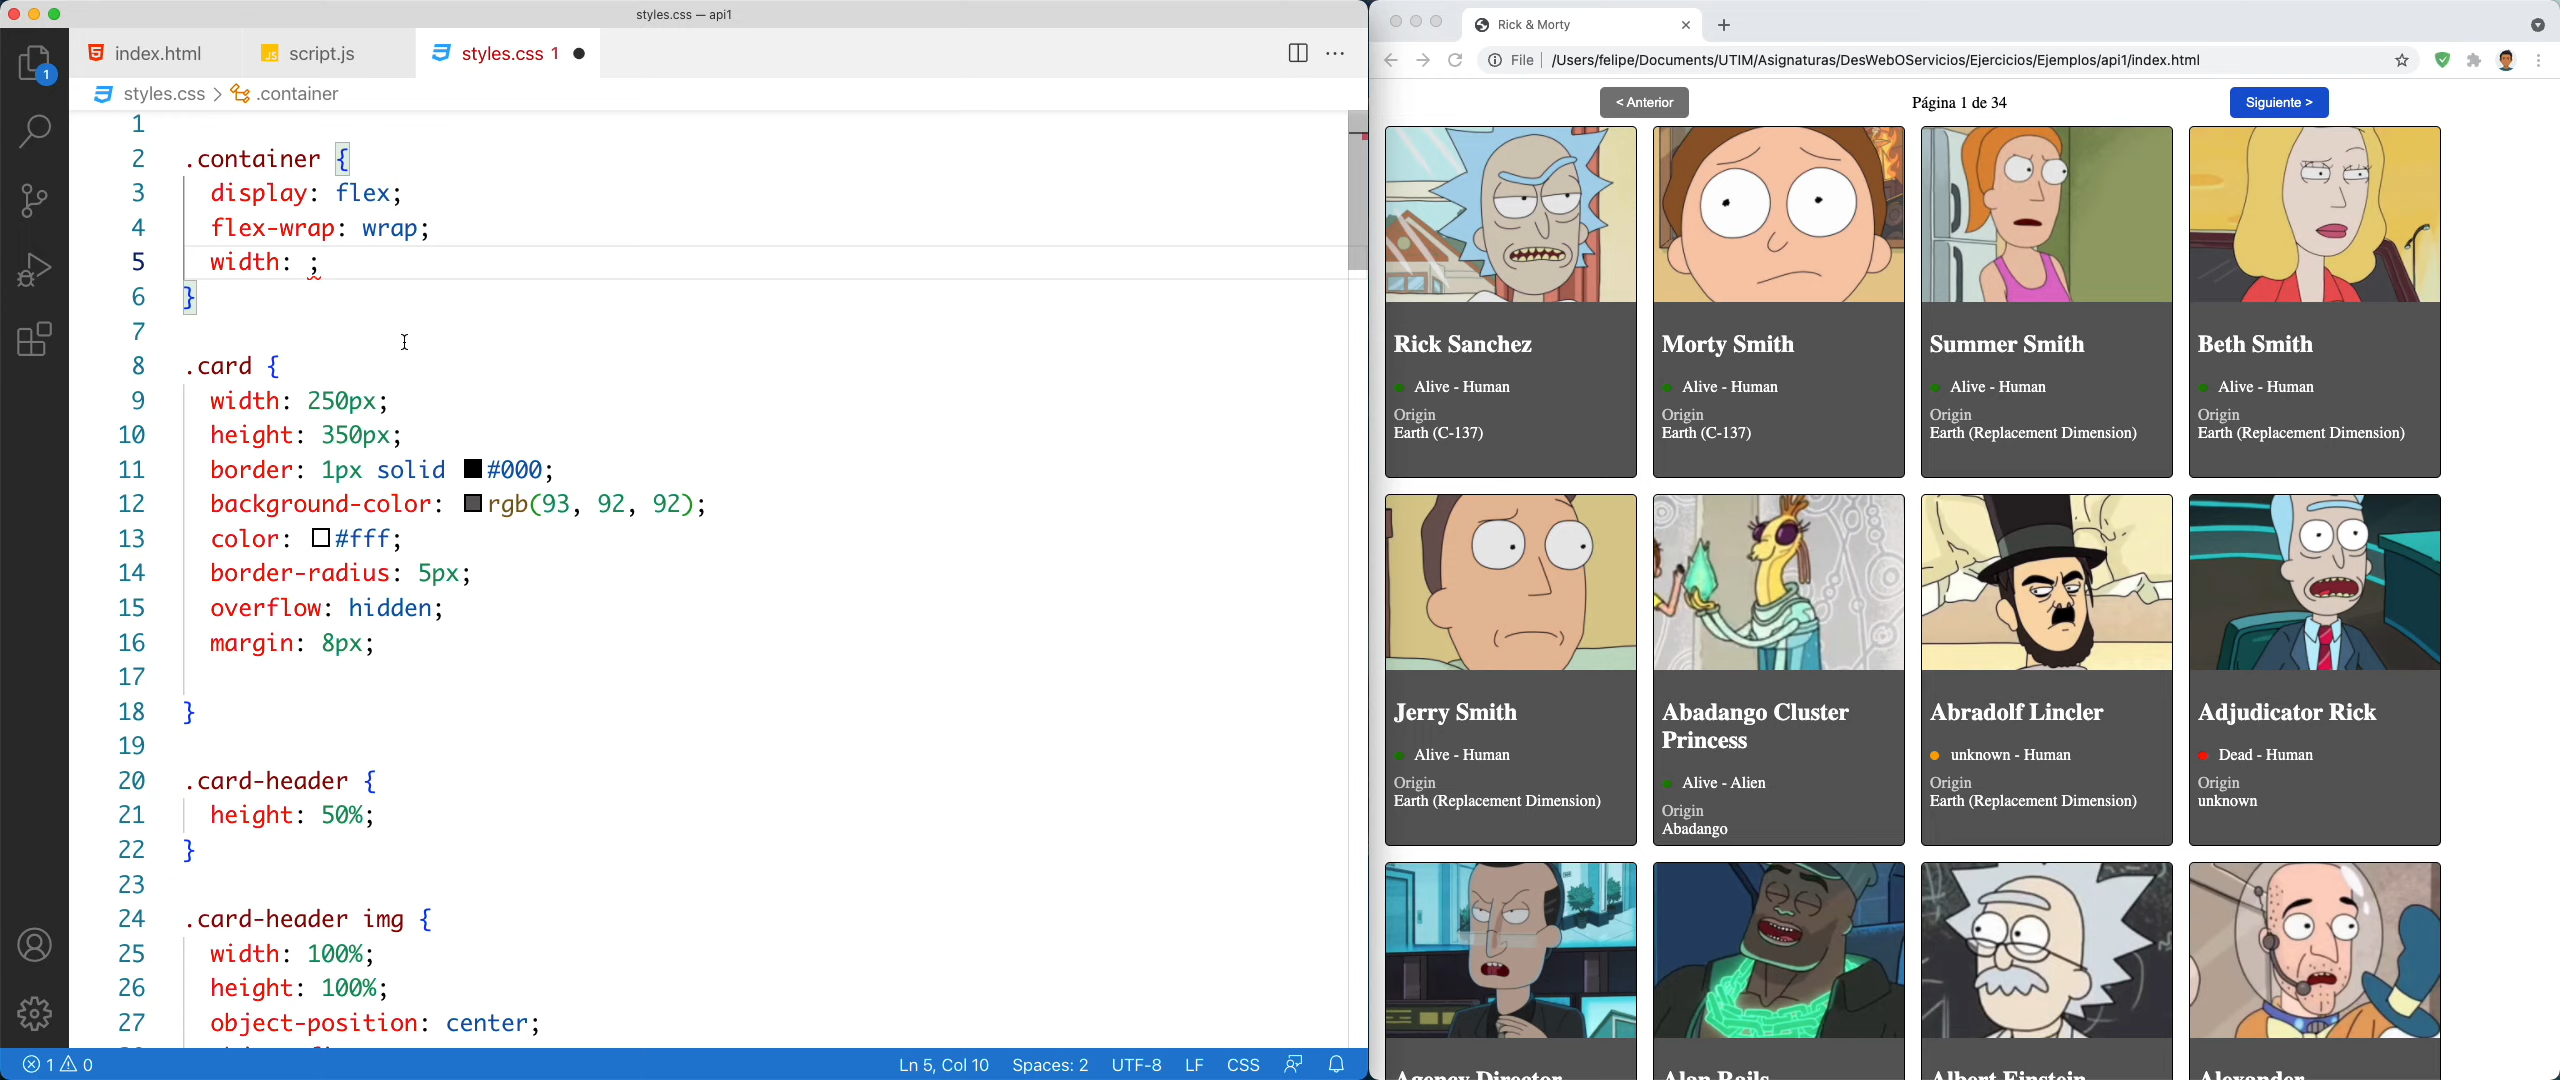 styles.css — api1
index.html
script.js
styles.css 1
styles.css > .container
1
1
2 .container {
3 display: flex;
4 flex-wrap: wrap;
5 width: ;
6 }
7
8 .card {
9 width: 250px;
10 height: 350px;
11 border: 1px solid #000;
12 background-color: rgb(93, 92, 92);
13 color: #fff;
14 border-radius: 5px;
15 overflow: hidden;
16 margin: 8px;
17
18 }
19
20 .card-header {
21 height: 50%;
22 }
23
24 .card-header img {
25 width: 100%;
26 height: 100%;
27 object-position: center;
1 0
Ln 5, Col 10 Spaces: 2 UTF-8 LF CSS
Rick & Morty
File /Users/felipe/Documents/UTIM/Asignaturas/DesWebOServicios/Ejercicios/Ejemplos/api1/index.html
< Anterior
Página 1 de 34
Siguiente >
Rick Sanchez
Alive - Human
Origin
Earth (C-137)
Morty Smith
Alive - Human
Origin
Earth (C-137)
Summer Smith
Alive - Human
Origin
Earth (Replacement Dimension)
Beth Smith
Alive - Human
Origin
Earth (Replacement Dimension)
Jerry Smith
Alive - Human
Origin
Earth (Replacement Dimension)
Abadango Cluster
Princess
Alive - Alien
Origin
Abadango
Abradolf Lincler
unknown - Human
Origin
Earth (Replacement Dimension)
Adjudicator Rick
Dead - Human
Origin
unknown
Agency Director
Alan Rails
Albert Einstein
Alexander